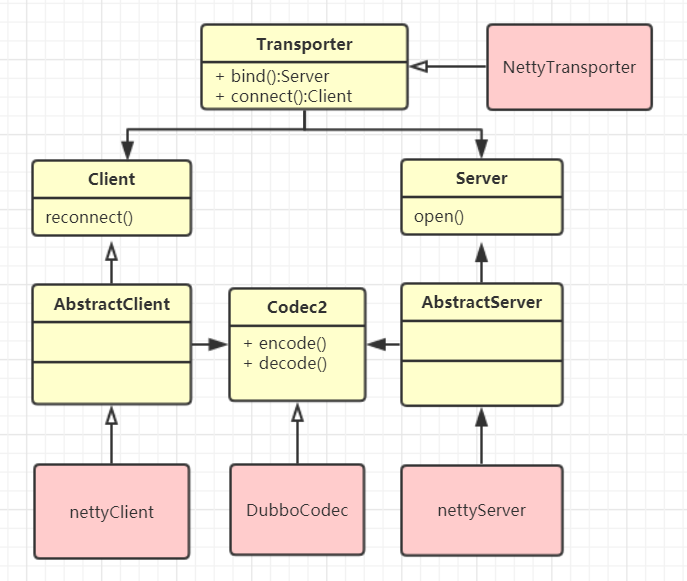 Transporter
+ bind():Server
+ connect():Client
NettyTransporter
Client
reconnect()
Server
open()
AbstractClient
Codec2
+ encode()
+ decode()
AbstractServer
nettyClient
DubboCodec
nettyServer